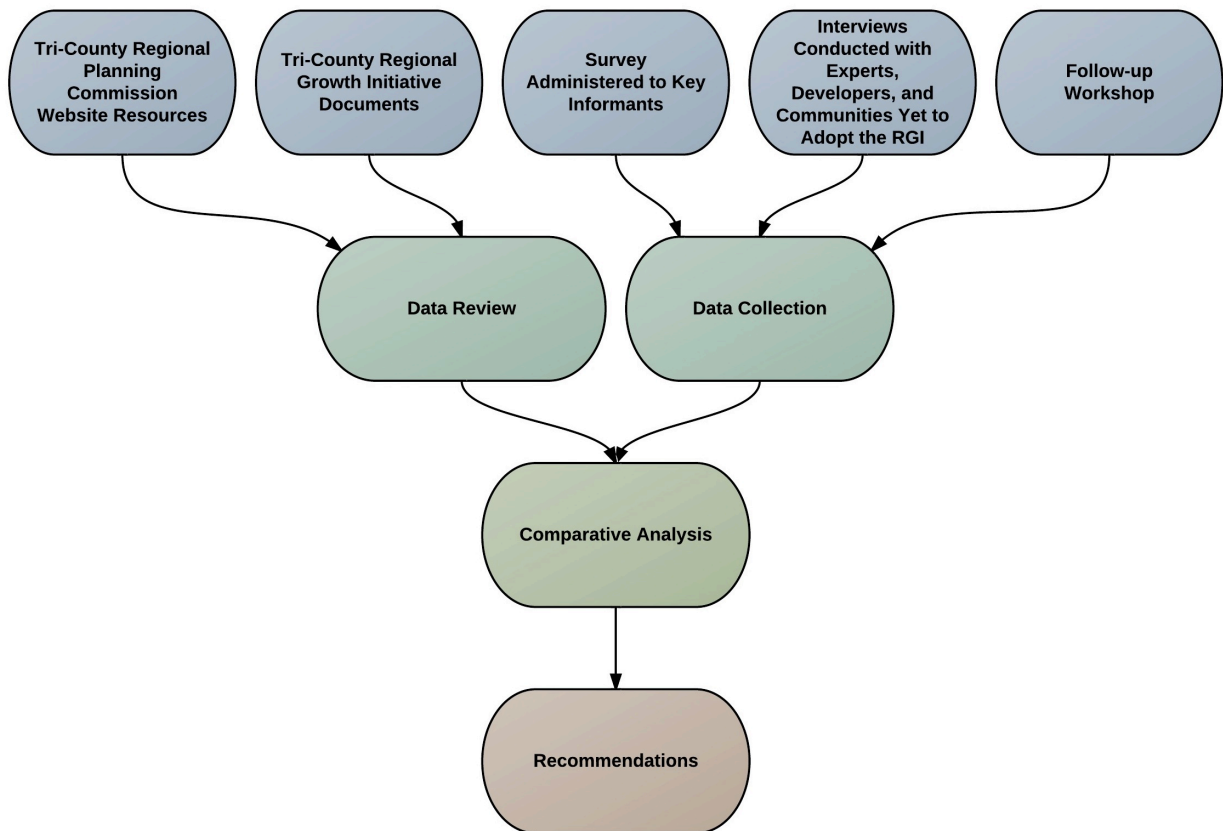 Tri-County Regional
Planning
Commission
Website Resources
Tri-County Regional
Growth Initiative
Documents
Survey
Administered to Key
Informants
Interviews
Conducted with
Experts,
Developers, and
Communities Yet to
Adopt the RGI
Follow-up
Workshop
Data Review
Data Collection
Comparative Analysis
Recommendations